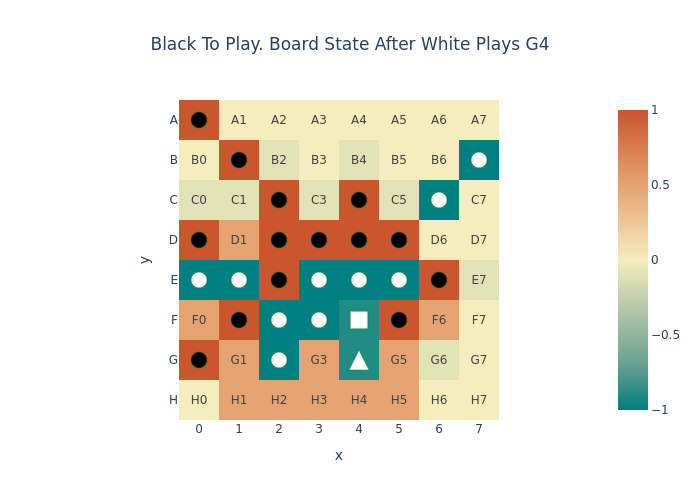 Black To Play. Board State After White Plays G4
A A1 A2 A3 A4 A5 A6 A7
B B0 B2 B3 B4 B5 B6
C C0 C1 C3 C5 C7
D D1 D6 D7
E E7
F F0 F6 F7
G G1 G3 G5 G6 G7
H H0 H1 H2 H3 H4 H5 H6 H7
0 1 2 3 4 5 6 7
x
y
1
0.5
0
−0.5
−1